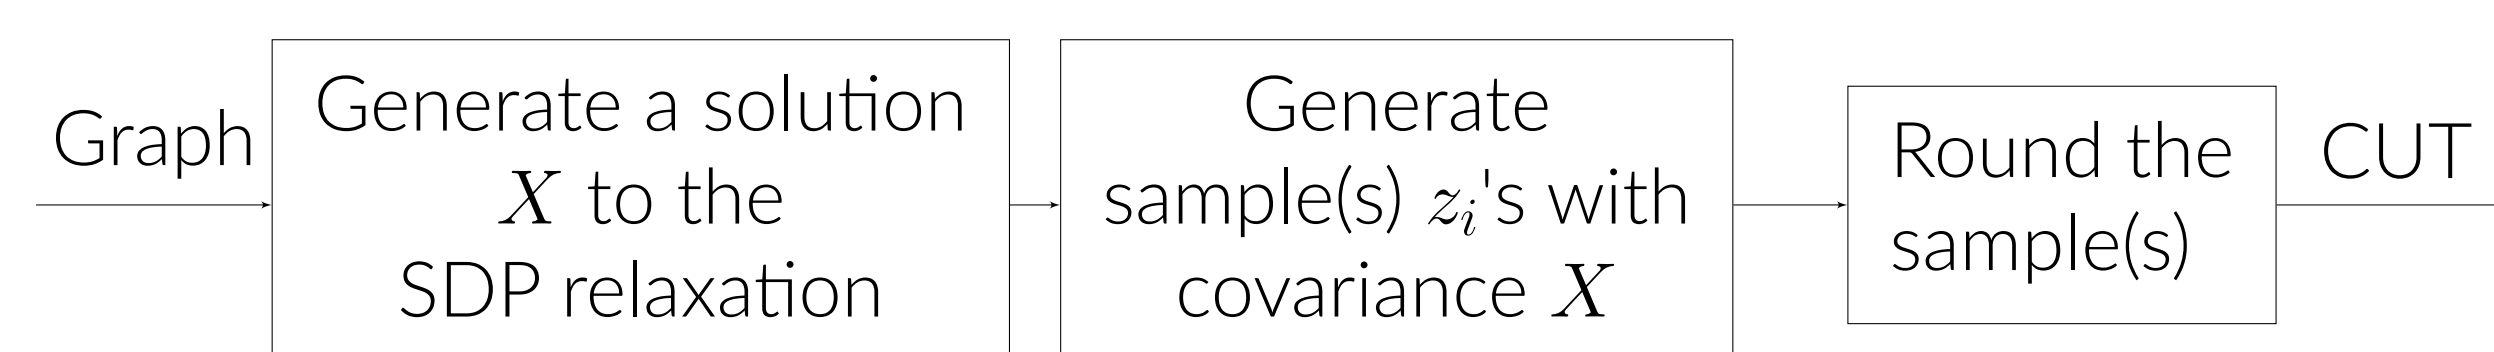 Graph
Generate a solution
X to the
SDP relaxation
Generate
sample(s) z_i's with
covariance X
Round the
sample(s)
CUT